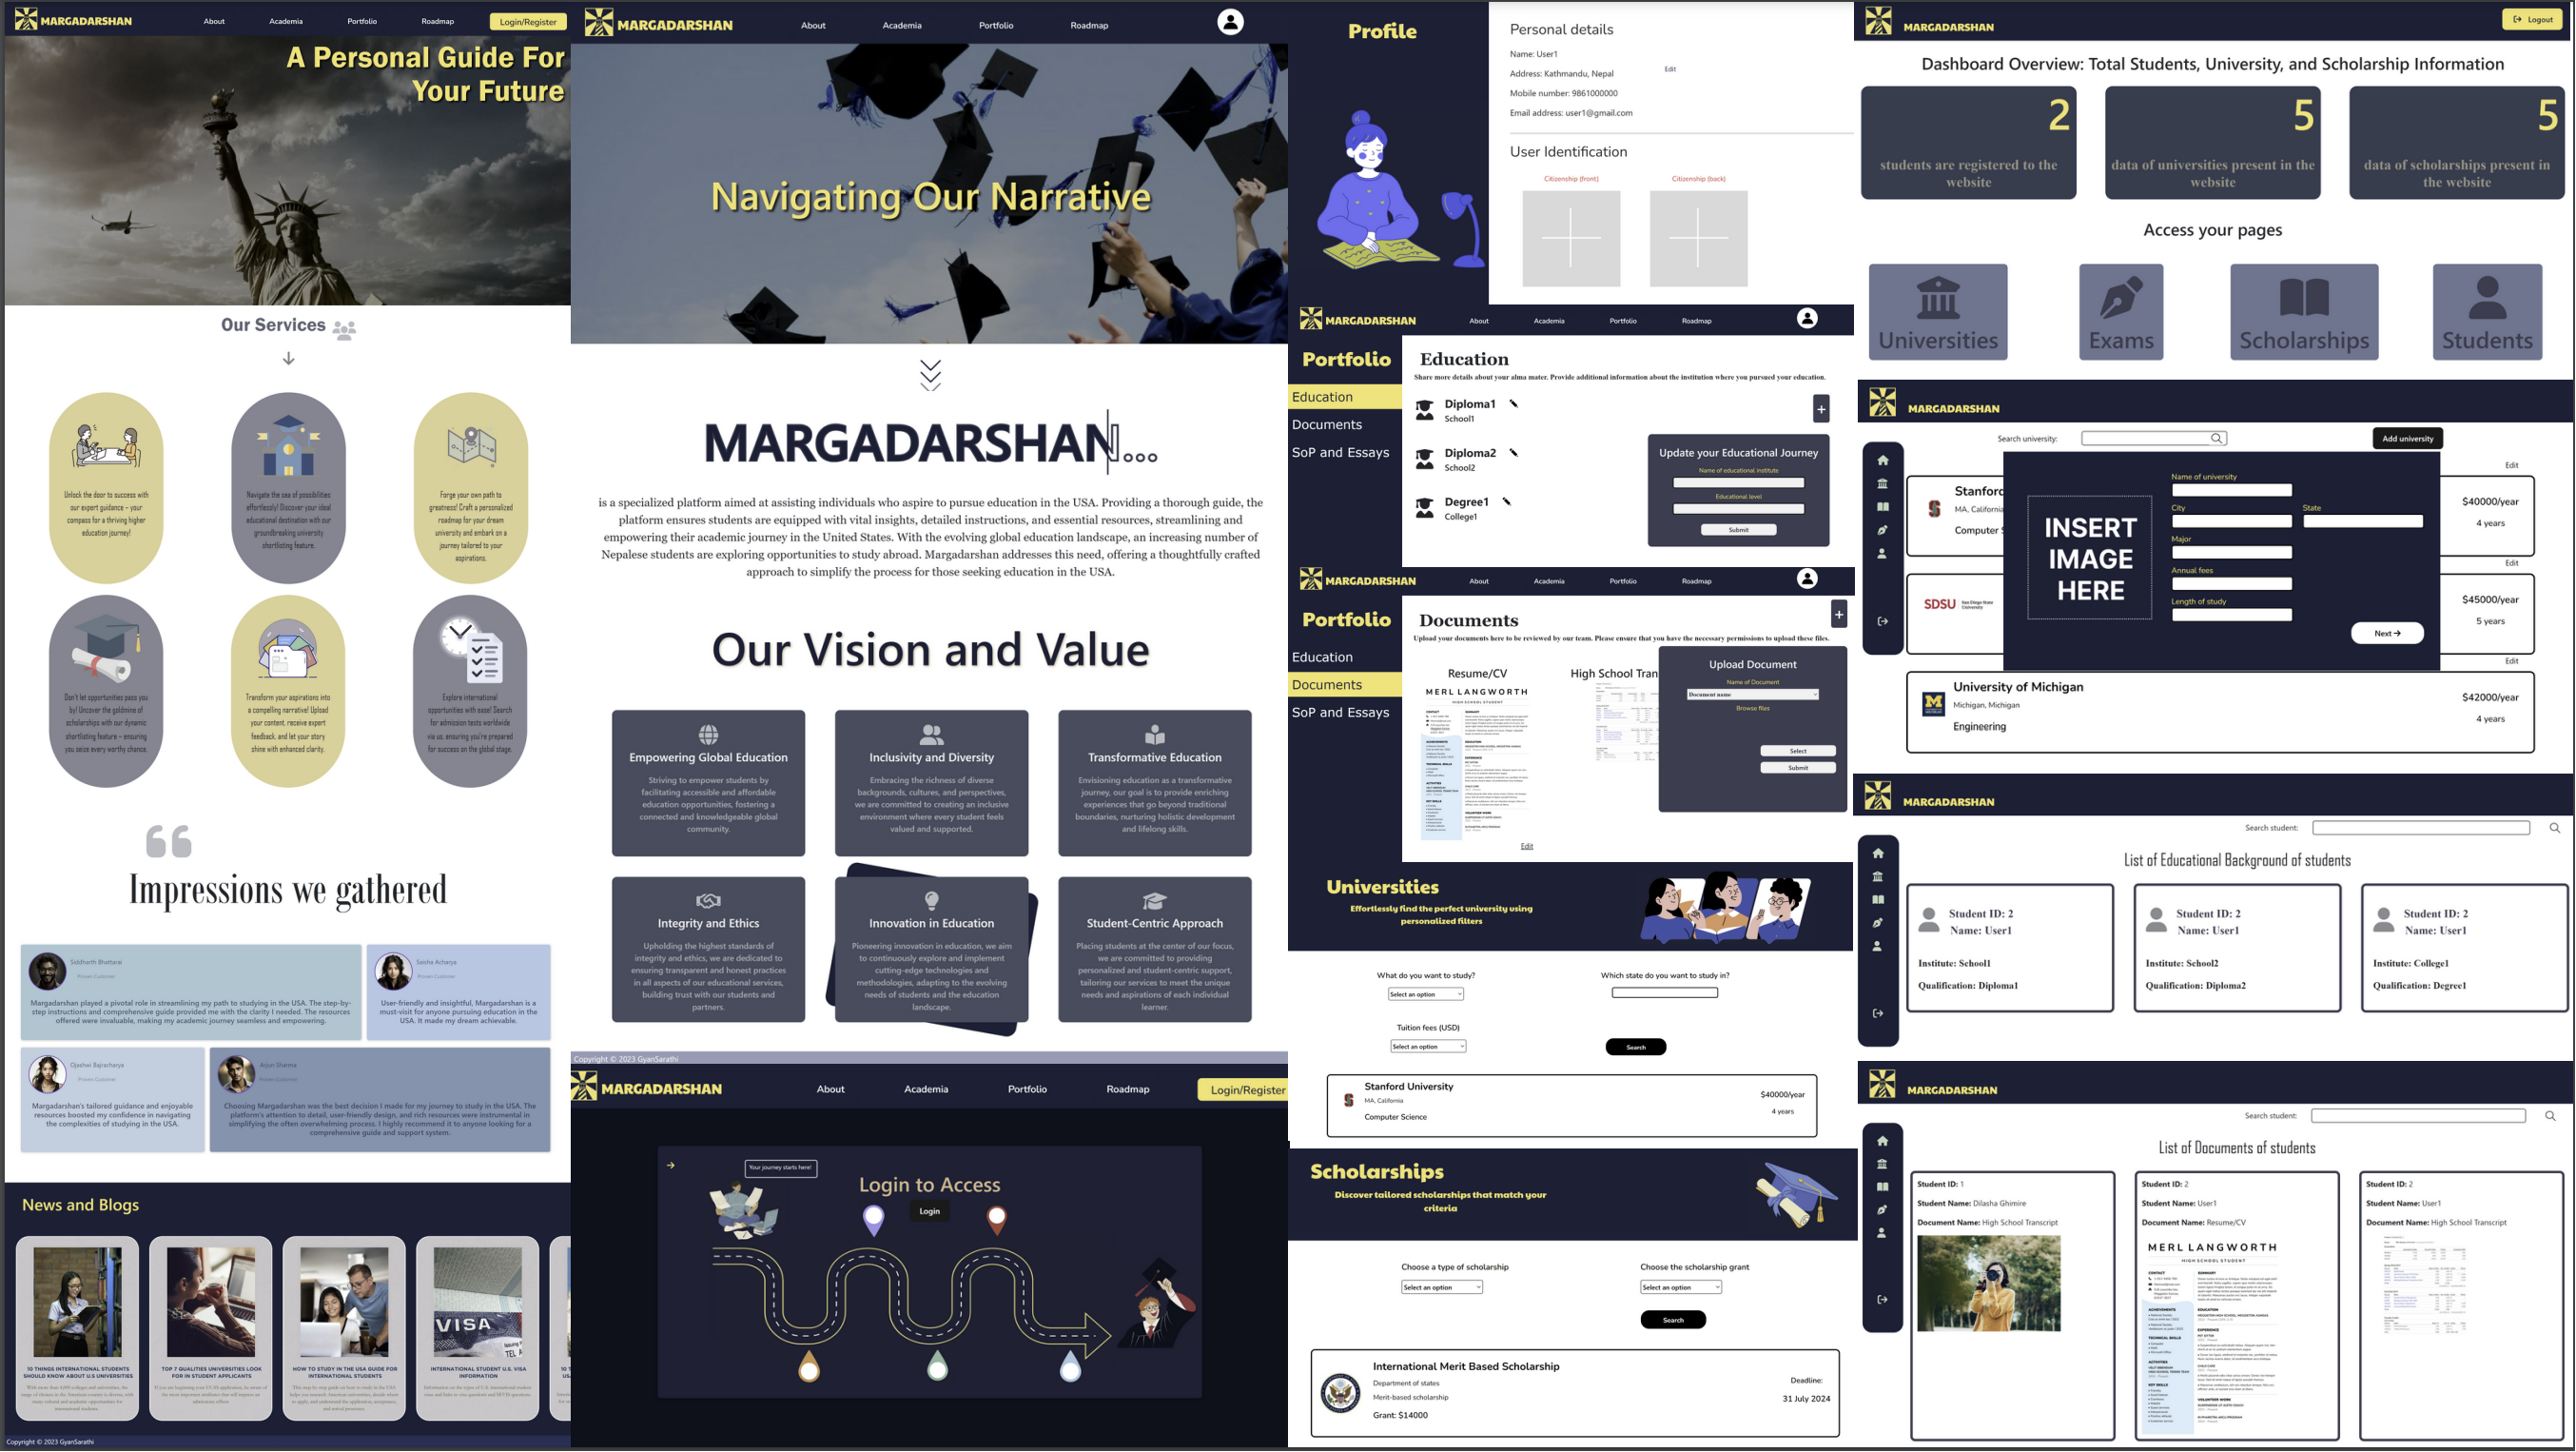 MARGADARSHAN
About
Academia
Portfolio
Roadmap
Login/Register
A Personal Guide For
Your Future
Our Services
Unlock the door to success with
our expert guidance – your
compass for a thriving higher
education journey!
Navigate the sea of possibilities
effortlessly! Discover your ideal
educational destination with our
groundbreaking university
shortlisting feature.
Forge your own path to
greatness! Craft a personalized
roadmap for your dream
university and embark on a
journey tailored to your
aspirations.
Don't let opportunities pass you
by! Uncover the goldmine of
scholarships with our dynamic
shortlisting feature – ensuring
you seize every worthy chance.
Transform your aspirations into
a compelling narrative! Upload
your content, receive expert
feedback, and let your story
shine with enhanced clarity.
Explore international
opportunities with ease! Search
for admission tests worldwide
via us, ensuring you're prepared
for success on the global stage.
Impressions we gathered
Siddharth Bhattarai
Proven Customer
Margadarshan played a pivotal role in streamlining my path to studying in the USA. The step-by-
step instructions and comprehensive guide provided me with the clarity I needed. The resources
offered were invaluable, making my academic journey seamless and empowering.
Saisha Acharya
Proven Customer
User-friendly and insightful, Margadarshan is a
must-visit for anyone pursuing education in the
USA. It made my dream achievable.
Ojashwi Bajracharya
Proven Customer
Margadarshan's tailored guidance and enjoyable
resources boosted my confidence in navigating
the complexities of studying in the USA.
Arjun Sharma
Proven Customer
Choosing Margadarshan was the best decision I made for my journey to study in the USA. The
platform's attention to detail, user-friendly design, and rich resources were instrumental in
simplifying the often overwhelming process. I highly recommend it to anyone looking for a
comprehensive guide and support system.
News and Blogs
10 THINGS INTERNATIONAL STUDENTS
SHOULD KNOW ABOUT U.S UNIVERSITIES
TOP 7 QUALITIES UNIVERSITIES LOOK
FOR IN STUDENT APPLICANTS
HOW TO STUDY IN THE USA GUIDE FOR
INTERNATIONAL STUDENTS
VISA
INTERNATIONAL STUDENT U.S. VISA
INFORMATION
Copyright © 2023 GyanSarathi
MARGADARSHAN
About
Academia
Portfolio
Roadmap
Navigating Our Narrative
MARGADARSHAN...
is a specialized platform aimed at assisting individuals who aspire to pursue education in the USA. Providing a thorough guide, the
platform ensures students are equipped with vital insights, detailed instructions, and essential resources, streamlining and
empowering their academic journey in the United States. With the evolving global education landscape, an increasing number of
Nepalese students are exploring opportunities to study abroad. Margadarshan addresses this need, offering a thoughtfully crafted
approach to simplify the process for those seeking education in the USA.
Our Vision and Value
Empowering Global Education
Striving to empower students by
facilitating accessible and affordable
education opportunities, fostering a
connected and knowledgeable global
community.
Inclusivity and Diversity
Embracing the richness of diverse
backgrounds, cultures, and perspectives,
we are committed to creating an inclusive
environment where every student feels
valued and supported.
Transformative Education
Envisioning education as a transformative
journey, our goal is to provide enriching
experiences that go beyond traditional
boundaries, nurturing holistic development
and lifelong skills.
Integrity and Ethics
Upholding the highest standards of
integrity and ethics, we are dedicated to
ensuring transparent and honest practices
in all aspects of our educational services,
building trust with our students and
partners.
Innovation in Education
Pioneering innovation in education, we aim
to continuously explore and implement
cutting-edge technologies and
methodologies, adapting to the evolving
needs of students and the education
landscape.
Student-Centric Approach
Placing students at the center of our focus,
we are committed to providing
personalized and student-centric support,
tailoring our services to meet the unique
needs and aspirations of each individual
learner.
Copyright © 2023 GyanSarathi
MARGADARSHAN
About
Academia
Portfolio
Roadmap
Login/Register
Your journey starts here!
Login to Access
Login
Profile
Personal details
Name: User1
Address: Kathmandu, Nepal
Edit
Mobile number: 9861000000
Email address: user1@gmail.com
User Identification
Citizenship (front)
Citizenship (back)
MARGADARSHAN
About
Academia
Portfolio
Roadmap
Portfolio
Education
Documents
SoP and Essays
Education
Share more details about your alma mater. Provide additional information about the institution where you pursued your education.
Diploma1
School1
Diploma2
School2
Degree1
College1
+
Update your Educational Journey
Name of educational institute
Educational level
Submit
MARGADARSHAN
About
Academia
Portfolio
Roadmap
Portfolio
Education
Documents
SoP and Essays
Documents
+
Upload your documents here to be reviewed by our team. Please ensure that you have the necessary permissions to upload these files.
Resume/CV
MERL LANGWORTH
HIGH SCHOOL STUDENT
Edit
High School Tran
Upload Document
Name of Document
Document name
Browse files
Select
Submit
Universities
Effortlessly find the perfect university using
personalized filters
What do you want to study?
Select an option
Which state do you want to study in?
Tuition fees (USD)
Select an option
Search
Stanford University
MA, California
Computer Science
$40000/year
4 years
Scholarships
Discover tailored scholarships that match your
criteria
Choose a type of scholarship
Select an option
Choose the scholarship grant
Select an option
Search
International Merit Based Scholarship
Department of states
Merit-based scholarship
Grant: $14000
Deadline:
31 July 2024
MARGADARSHAN
Logout
Dashboard Overview: Total Students, University, and Scholarship Information
2
students are registered to the
website
5
data of universities present in the
website
5
data of scholarships present in
the website
Access your pages
Universities
Exams
Scholarships
Students
MARGADARSHAN
Search university:
Add university
Edit
Stanford
MA, California
Computer S
$40000/year
4 years
INSERT
IMAGE
HERE
Name of university
City
State
Major
Annual fees
Length of study
Next →
Edit
SDSU
San Diego State
University
$45000/year
5 years
Edit
University of Michigan
Michigan, Michigan
Engineering
$42000/year
4 years
MARGADARSHAN
Search student:
List of Educational Background of students
Student ID: 2
Name: User1
Institute: School1
Qualification: Diploma1
Student ID: 2
Name: User1
Institute: School2
Qualification: Diploma2
Student ID: 2
Name: User1
Institute: College1
Qualification: Degree1
MARGADARSHAN
Search student:
List of Documents of students
Student ID: 1
Student Name: Dilasha Ghimire
Document Name: High School Transcript
Student ID: 2
Student Name: User1
Document Name: Resume/CV
MERL LANGWORTH
HIGH SCHOOL STUDENT
Student ID: 2
Student Name: User1
Document Name: High School Transcript